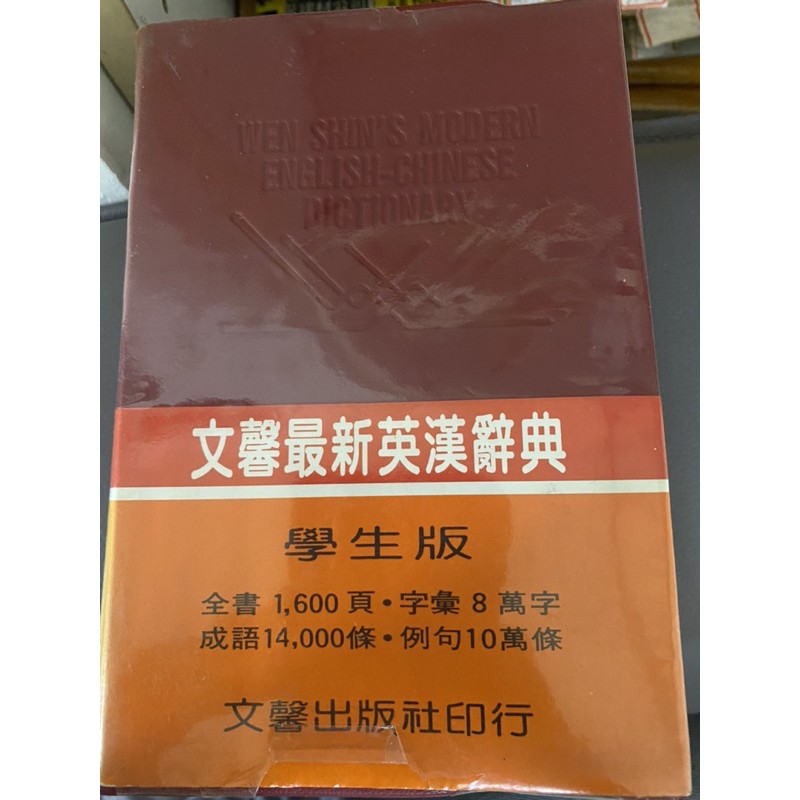 WEN SHIN'S MODERN
ENGLISH-CHINESE
DICTIONARY
文馨最新英漢辭典
學生版
全書 1,600 頁•字彙 8 萬字
成語14,000條•例句10萬條
文馨出版社印行